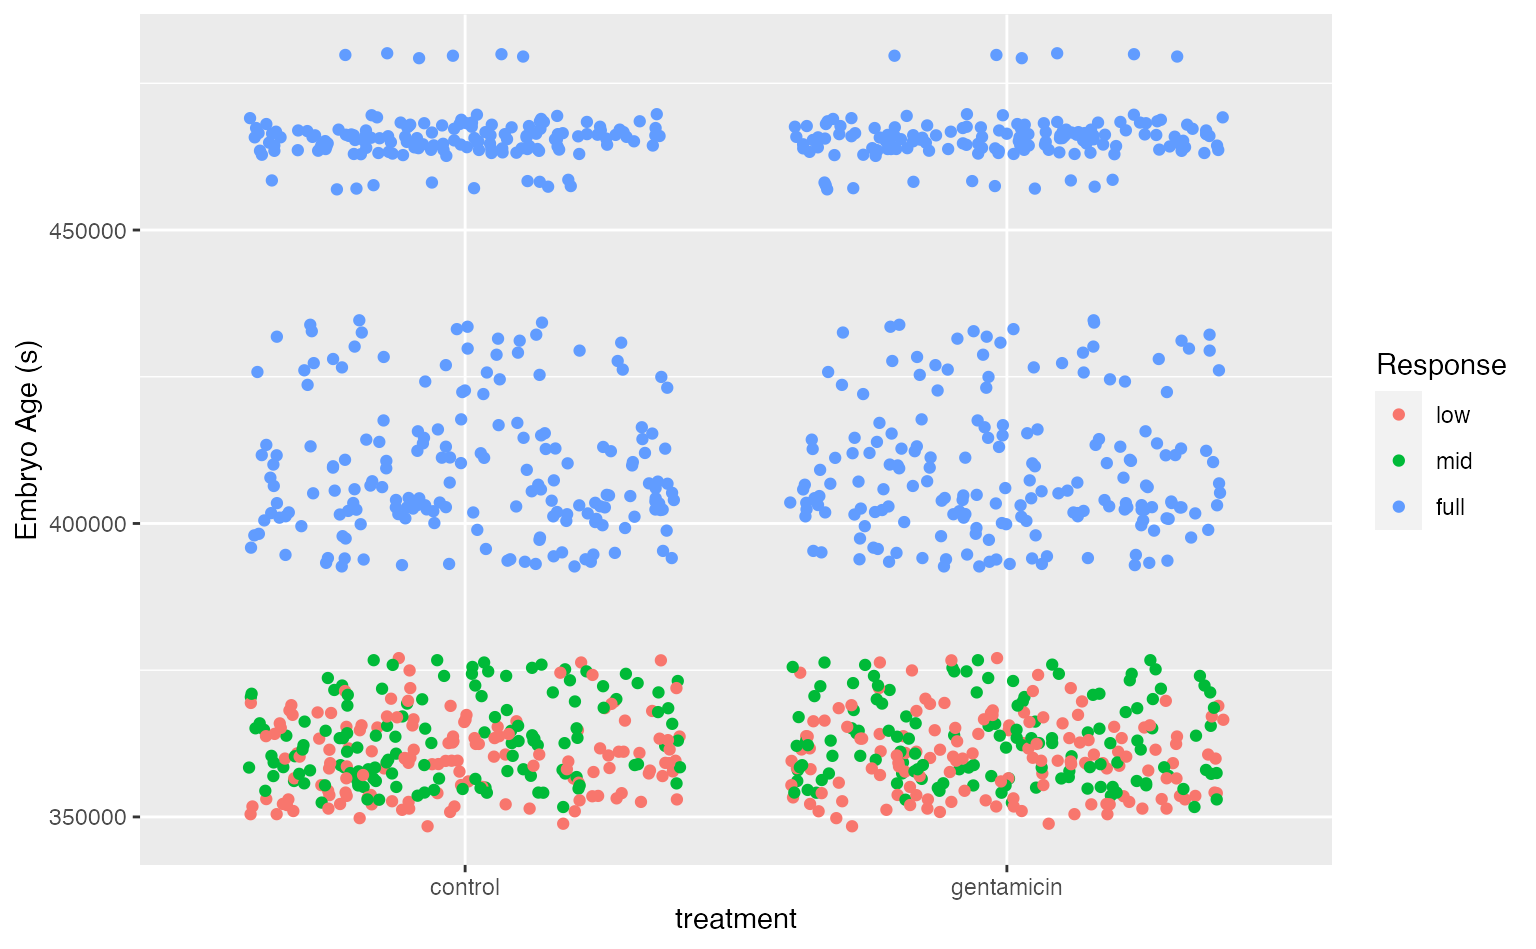 Embryo Age (s)
450000
400000
350000
control
gentamicin
treatment
Response
low
mid
full